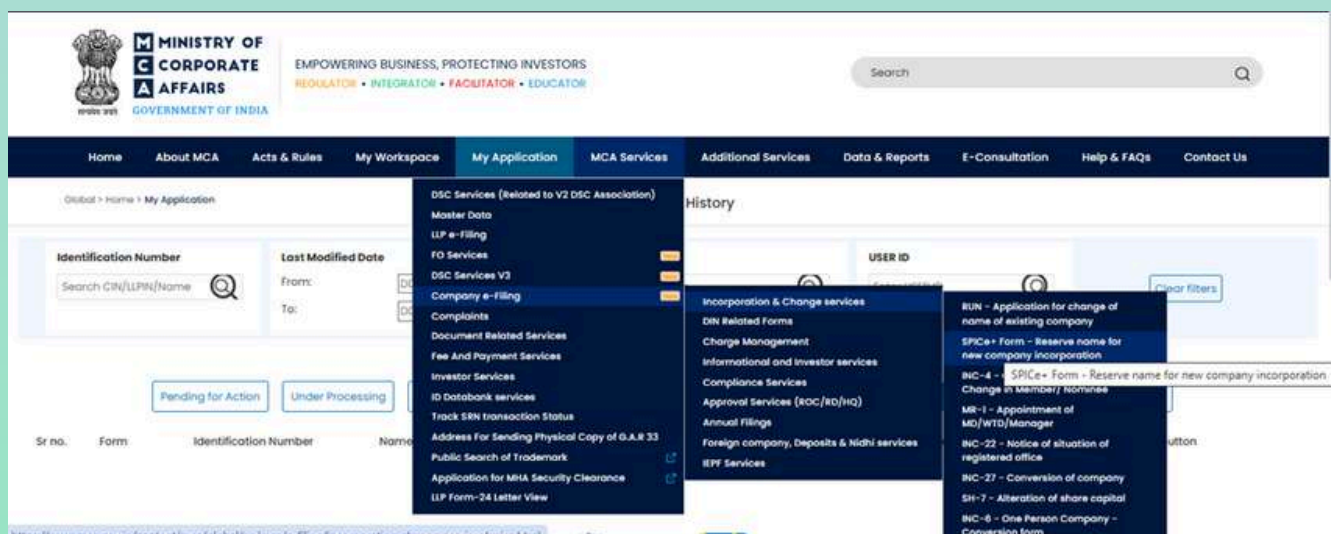 MINISTRY OF
CORPORATE
AFFAIRS
GOVERNMENT OF INDIA
EMPOWERING BUSINESS, PROTECTING INVESTORS
REGULATOR • INTEGRATOR • FACILITATOR • EDUCATOR
Search
Home About MCA Acts & Rules My Workspace My Application MCA Services Additional Services Data & Reports E-Consultation Help & FAQs Contact Us
Global > Home > My Application
History
Identification Number
Search CIN/LLPIN/Name
Last Modified Date
From:
To:
USER ID
Clear filters
Pending for Action
Under Processing
Sr no. Form Identification Number Name
DSC Services (Related to V2 DSC Association)
Master Data
LLP e-Filing
FO Services
DSC Services V3
Company e-Filing
Complaints
Document Related Services
Fee And Payment Services
Investor Services
ID Databank services
Track SRN transaction Status
Address For Sending Physical Copy of G.A.R 33
Public Search of Trademark
Application for MHA Security Clearance
LLP Form-24 Letter View
Incorporation & Change services
DIN Related Forms
Charge Management
Informational and Investor services
Compliance Services
Approval Services (ROC/RD/HQ)
Annual Filings
Foreign company, Deposits & Nidhi services
IEPF Services
RUN - Application for change of
name of existing company
SPICe+ Form - Reserve name for
new company incorporation
INC-4 -
SPICe+ Form - Reserve name for new company incorporation
Change in Member/ Nominee
MR-1 - Appointment of
MD/WTD/Manager
INC-22 - Notice of situation of
registered office
INC-27 - Conversion of company
SH-7 - Alteration of share capital
INC-6 - One Person Company -
Conversion form